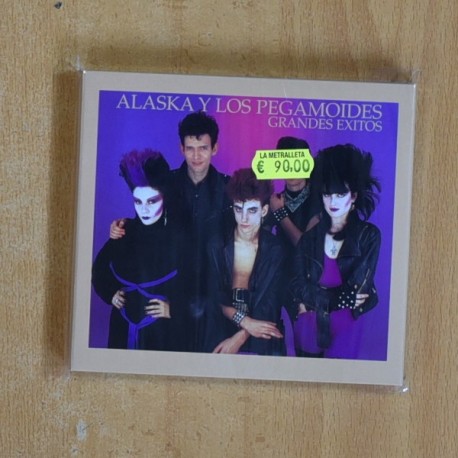 ALASKA Y LOS PEGAMOIDES
GRANDES EXITOS
LA METRALLETA
€ 90,00